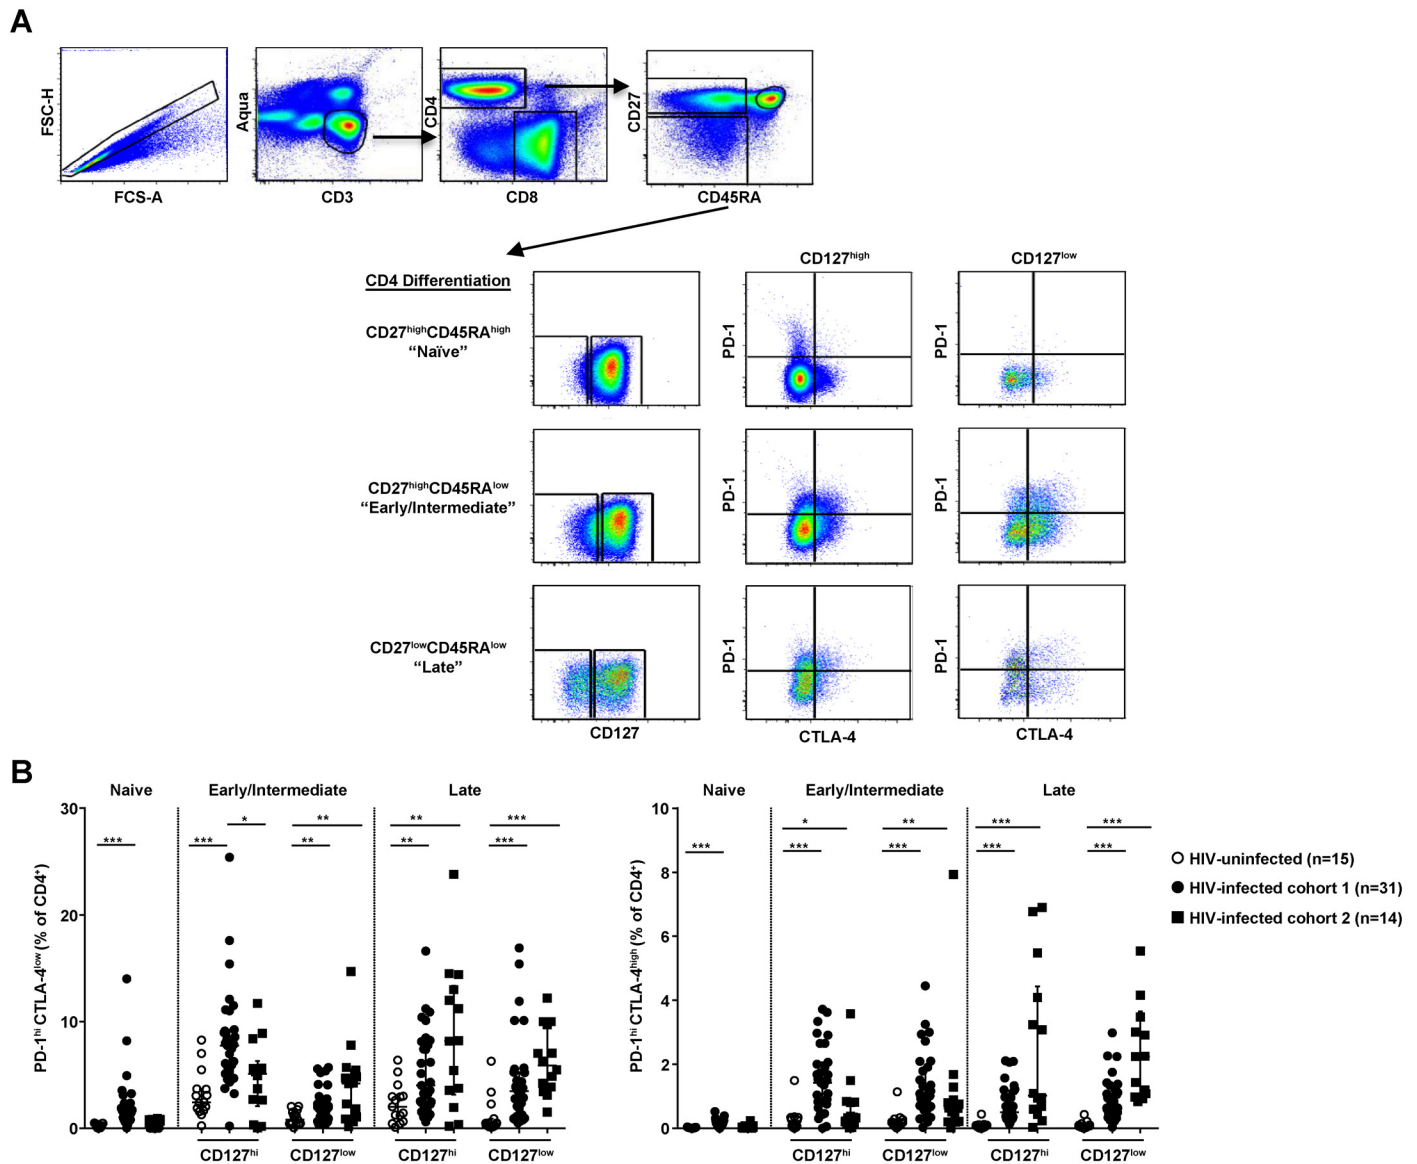 A
FSC-H
FCS-A
Aqua
CD3
CD4
CD8
CD27
CD45RA
CD4 Differentiation
CD127high
CD127low
CD27highCD45RAhigh
“Naïve”
PD-1
PD-1
CD27highCD45RAlow
“Early/Intermediate”
PD-1
PD-1
CD27lowCD45RAlow
“Late”
PD-1
PD-1
CD127
CTLA-4
CTLA-4
B
Naive
Early/Intermediate
Late
PD-1hi CTLA-4low (% of CD4+)
30
20
10
0
***
***
*
**
**
**
**
***
***
CD127hi
CD127low
CD127hi
CD127low
Naive
Early/Intermediate
Late
PD-1hi CTLA-4high (% of CD4+)
10
8
6
4
2
0
***
*
***
**
***
***
***
***
***
CD127hi
CD127low
CD127hi
CD127low
HIV-uninfected (n=15)
HIV-infected cohort 1 (n=31)
HIV-infected cohort 2 (n=14)